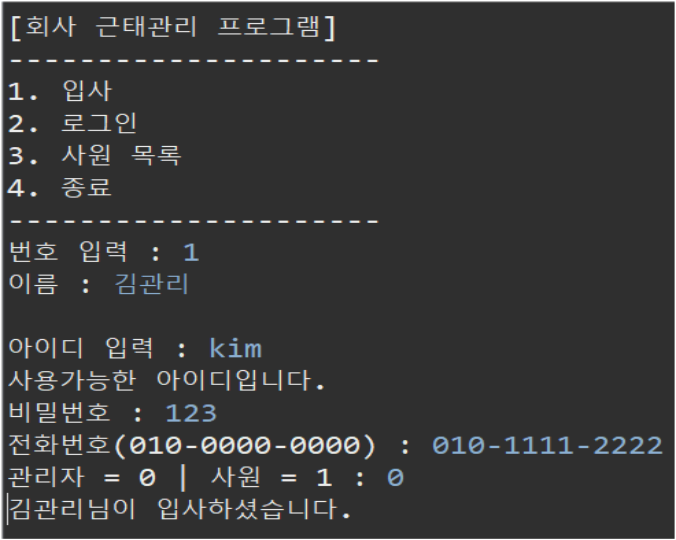 [회사 근태관리 프로그램]
----------------------
1. 입사
2. 로그인
3. 사원 목록
4. 종료
----------------------
번호 입력 : 1
이름 : 김관리
아이디 입력 : kim
사용가능한 아이디입니다.
비밀번호 : 123
전화번호(010-0000-0000) : 010-1111-2222
관리자 = 0 | 사원 = 1 : 0
김관리님이 입사하셨습니다.